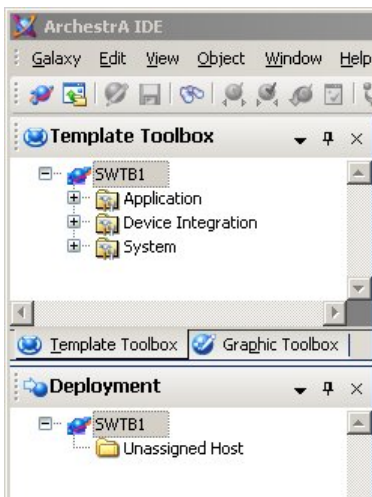 ArchestrA IDE
Galaxy Edit View Object Window Help
Template Toolbox
SWTB1
Application
Device Integration
System
Template Toolbox Graphic Toolbox
Deployment
SWTB1
Unassigned Host